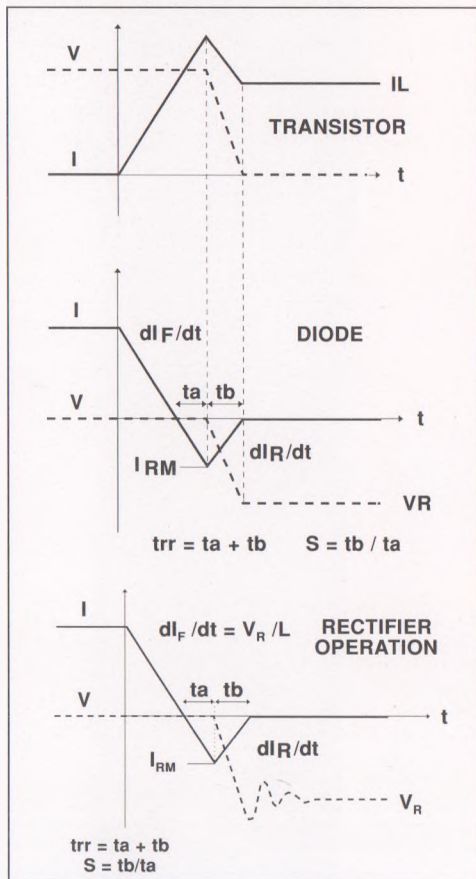 V
IL
TRANSISTOR
I
t
I
dIF/dt
DIODE
ta tb
V
t
IRM
dIR/dt
VR
trr = ta + tb S = tb / ta
I
dIF/dt = VR/L
RECTIFIER
OPERATION
ta tb
V
t
IRM
dIR/dt
VR
trr = ta + tb
S = tb/ta